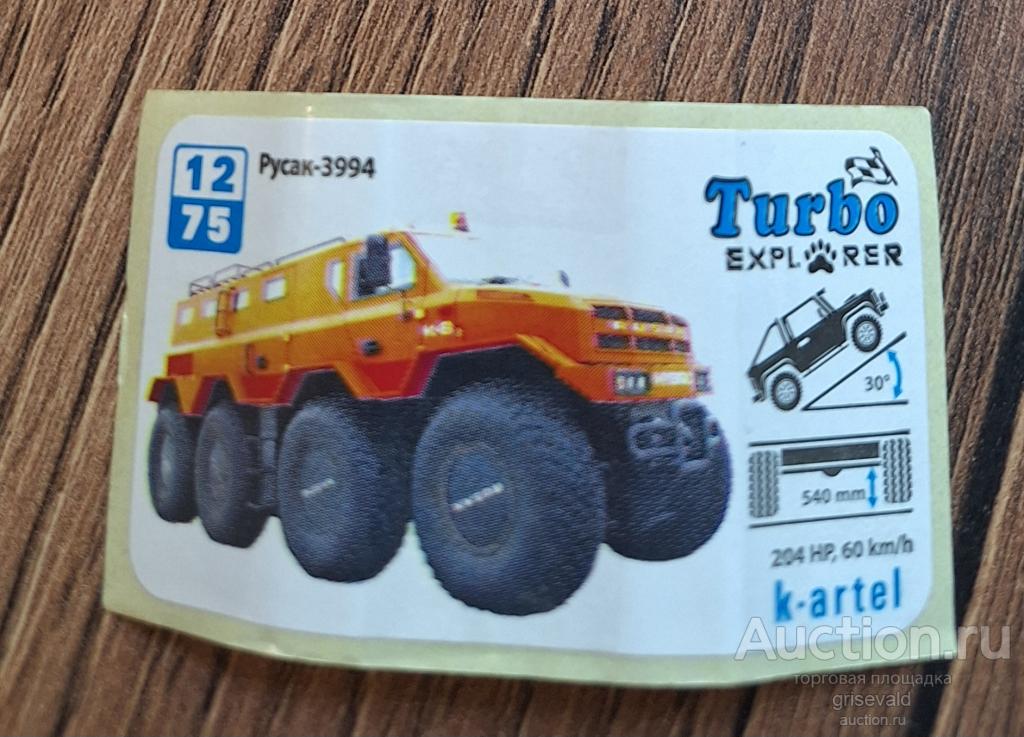 12
75
Русак-3994
Turbo
EXPLORER
30°
540 mm
204 HP, 60 km/h
k-artel
Auction.ru
торговая площадка
grisevald
auction.ru